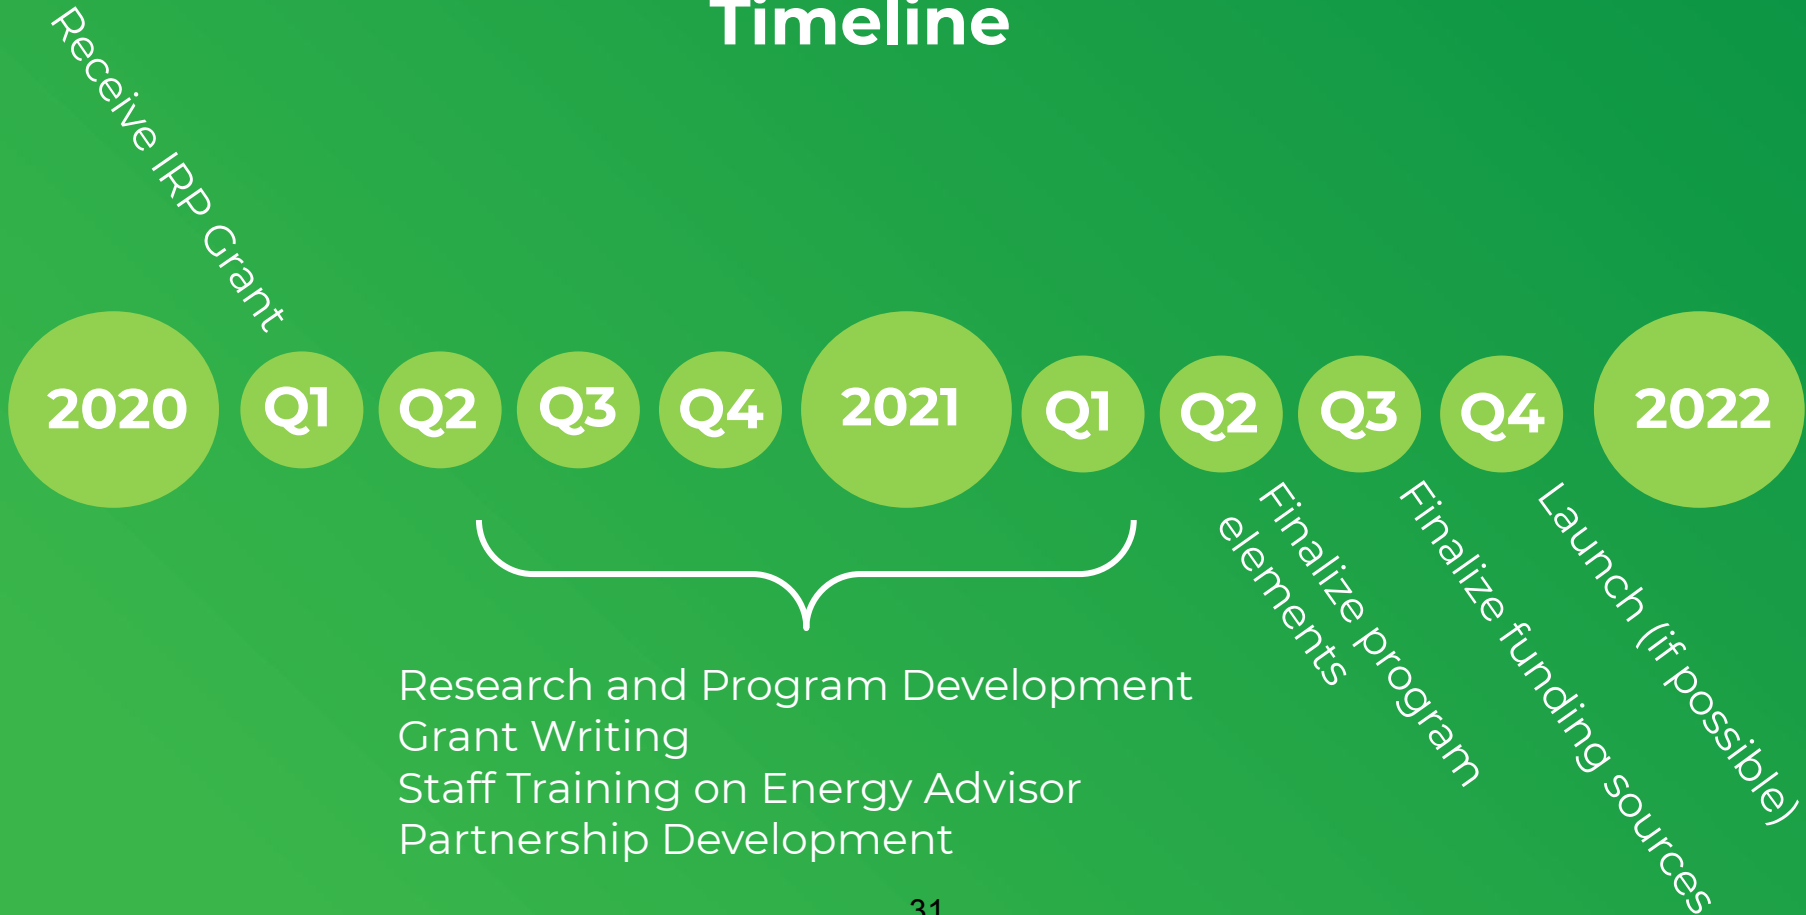 Timeline
Receive IRP Grant
2020
Q1
Q2
Q3
Q4
2021
Q1
Q2
Q3
Q4
2022
Research and Program Development
Grant Writing
Staff Training on Energy Advisor
Partnership Development
Finalize program
elements
Finalize funding sources
Launch (if possible)
31